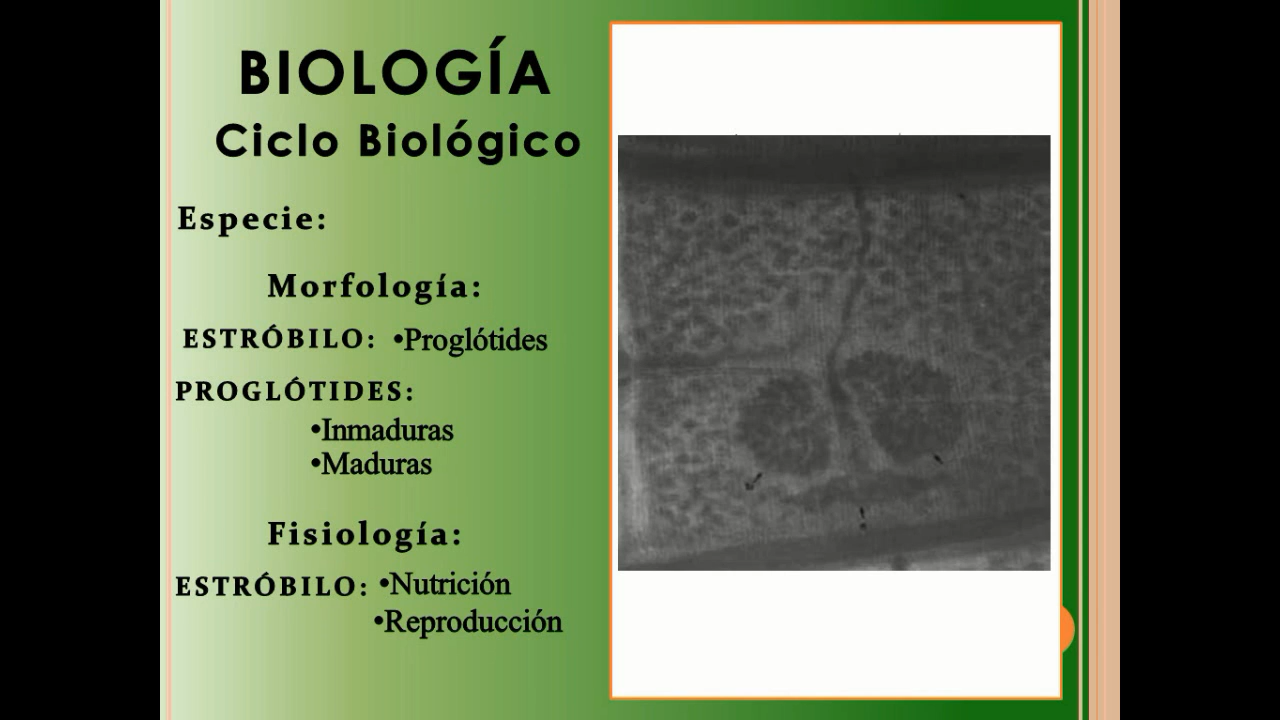 BIOLOGÍA
Ciclo Biológico
Especie:
Morfología:
ESTRÓBILO: •Proglótides
PROGLÓTIDES:
•Inmaduras
•Maduras
Fisiología:
ESTRÓBILO: •Nutrición
•Reproducción